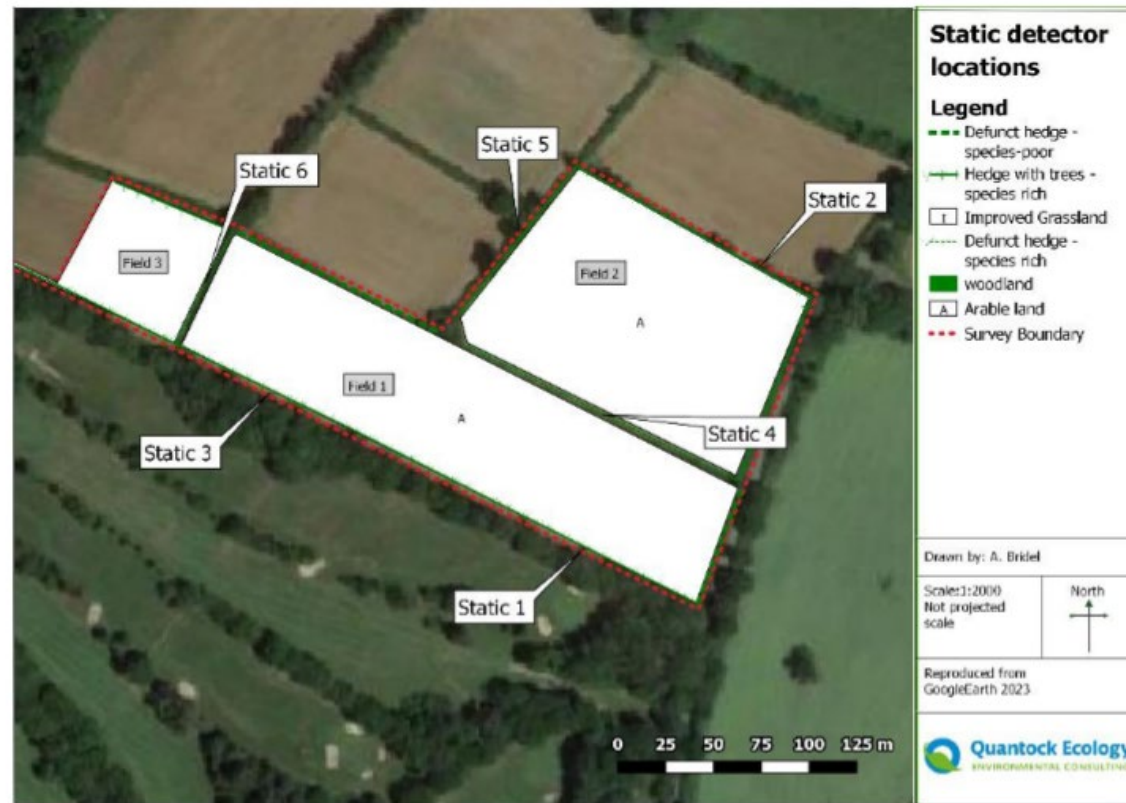 Static detector
locations
Legend
Defunct hedge -
species-poor
Hedge with trees -
species rich
I Improved Grassland
Defunct hedge -
species rich
woodland
A Arable land
Survey Boundary
Static 5
Static 6
Static 2
Field 3
Field 2
A
Field 1
A
Static 4
Static 3
Static 1
0 25 50 75 100 125 m
Drawn by: A. Bridel
Scale:1:2000
Not projected
scale
North
Reproduced from
GoogleEarth 2023
Quantock Ecology
ENVIRONMENTAL CONSULTING